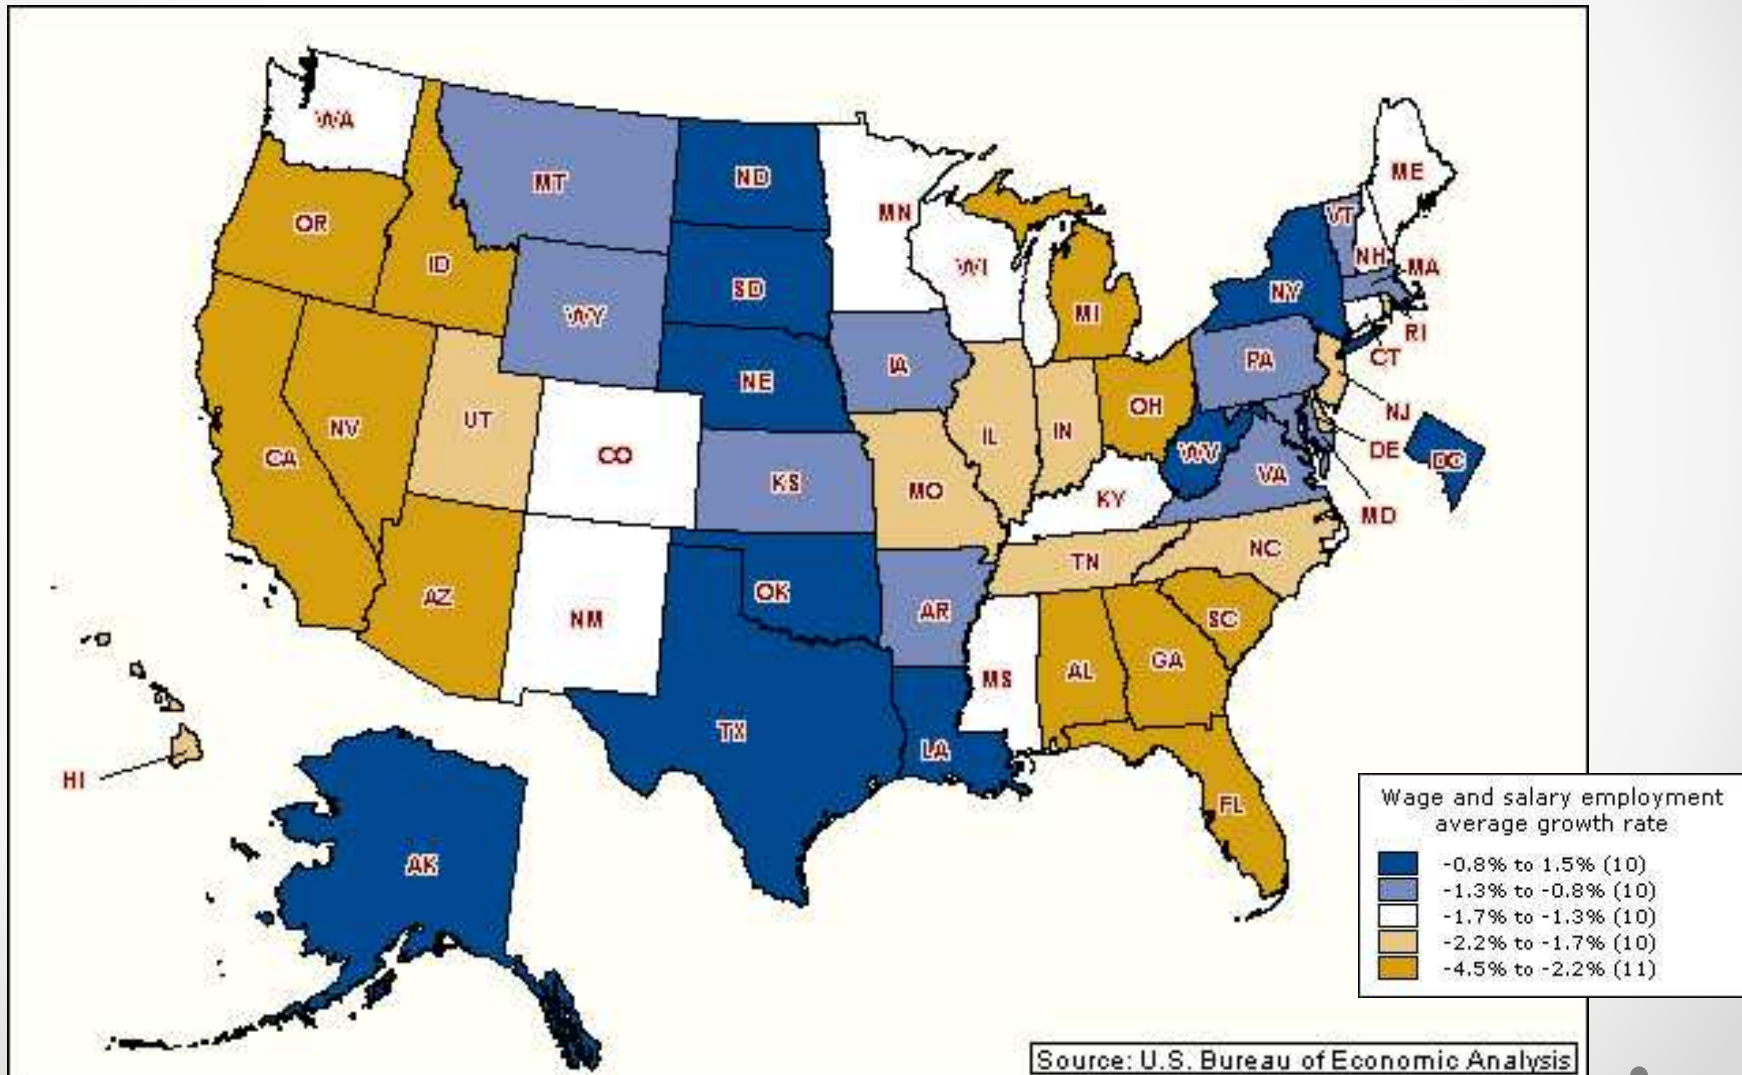 WA
MT
ND
MN
ME
OR
ID
SD
WI
VT
NH
MA
WY
MI
NY
RI
IA
PA
CT
NE
NV
UT
CO
OH
NJ
CA
KS
MO
IL
IN
WV
DE
DC
KY
VA
MD
TN
NC
AZ
NM
OK
AR
SC
MS
AL
GA
TX
LA
HI
AK
FL
Wage and salary employment
average growth rate
-0.8% to 1.5% (10)
-1.3% to -0.8% (10)
-1.7% to -1.3% (10)
-2.2% to -1.7% (10)
-4.5% to -2.2% (11)
Source: U.S. Bureau of Economic Analysis